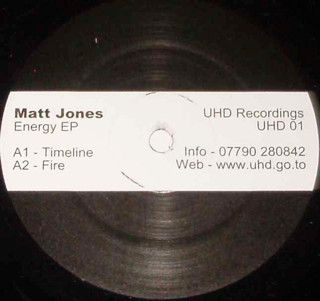 Matt Jones
Energy EP
A1 - Timeline
A2 - Fire
UHD Recordings
UHD 01
Info - 07790 280842
Web - www.uhd.go.to